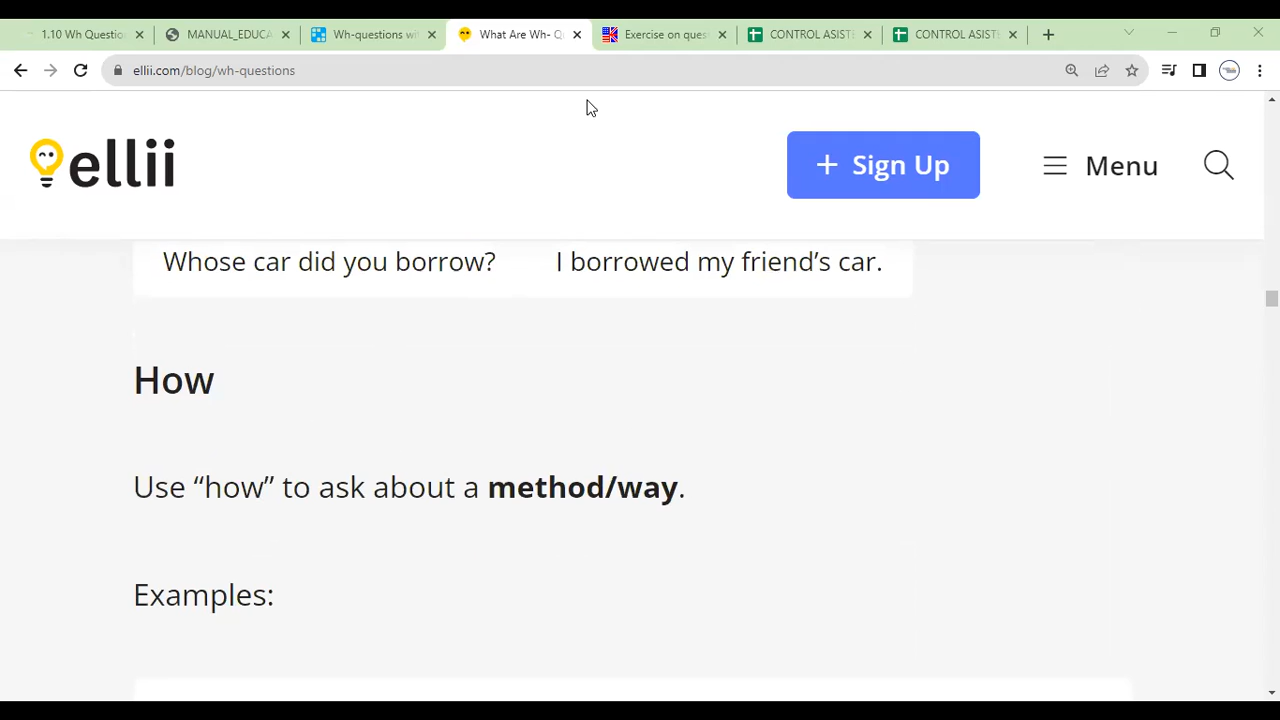 1.10 Wh Questio
MANUAL_EDUCA
Wh-questions wi
What Are Wh- Q
Exercise on ques
CONTROL ASIST
CONTROL ASIST
ellii.com/blog/wh-questions
ellii
+ Sign Up
Menu
Whose car did you borrow? I borrowed my friend’s car.
How
Use “how” to ask about a method/way.
Examples: